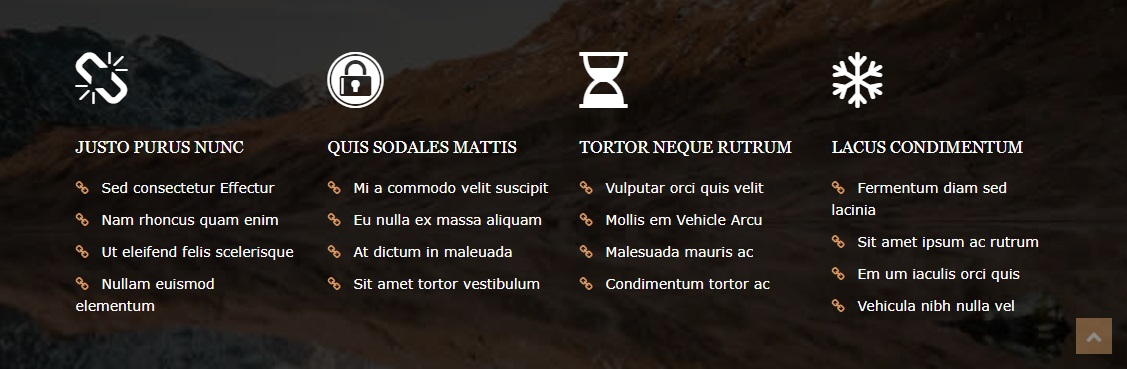 JUSTO PURUS NUNC
Sed consectetur Effectur
Nam rhoncus quam enim
Ut eleifend felis scelerisque
Nullam euismod
elementum
QUIS SODALES MATTIS
Mi a commodo velit suscipit
Eu nulla ex massa aliquam
At dictum in maleuada
Sit amet tortor vestibulum
TORTOR NEQUE RUTRUM
Vulputar orci quis velit
Mollis em Vehicle Arcu
Malesuada mauris ac
Condimentum tortor ac
LACUS CONDIMENTUM
Fermentum diam sed
lacinia
Sit amet ipsum ac rutrum
Em um iaculis orci quis
Vehicula nibh nulla vel